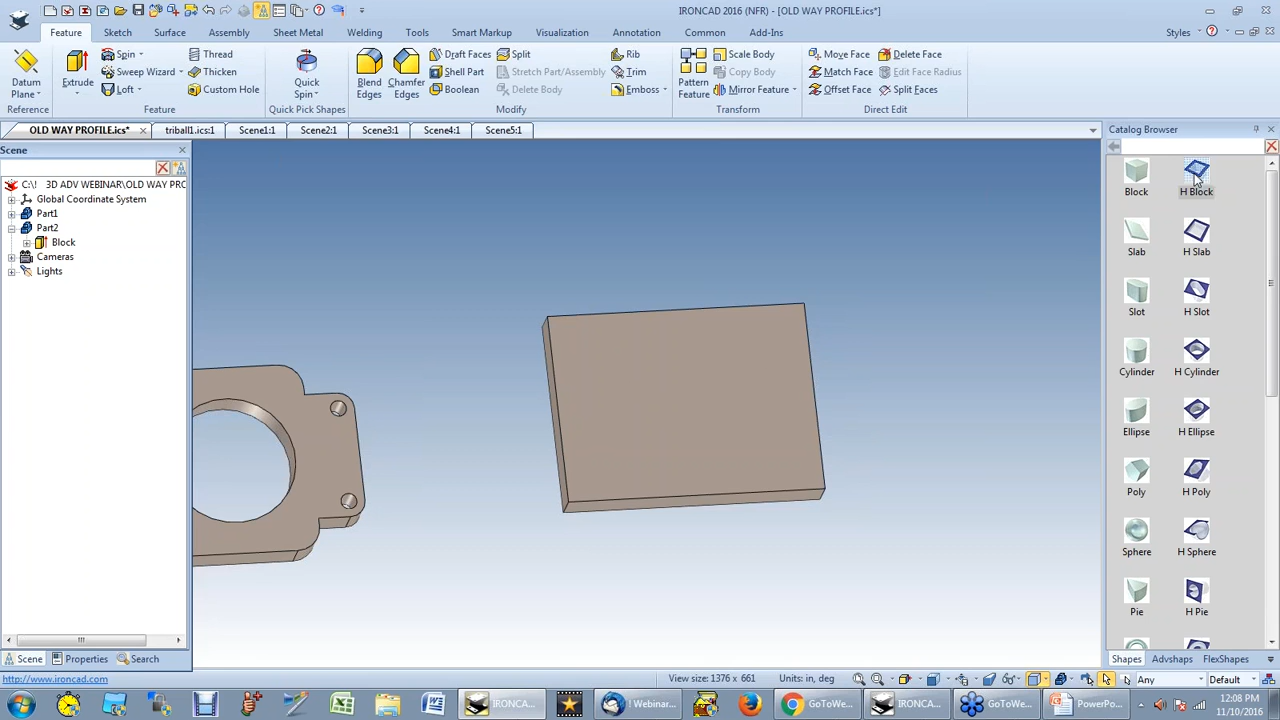 IRONCAD 2016 (NFR) - [OLD WAY PROFILE.ics*]
Feature Sketch Surface Assembly Sheet Metal Welding Tools Smart Markup Visualization Annotation Common Add-Ins Styles
Spin Thread Draft Faces Split Rib Scale Body Move Face Delete Face
Sweep Wizard Thicken Shell Part Stretch Part/Assembly Trim Copy Body Match Face Edit Face Radius
Datum Plane Extrude Loft Custom Hole Quick Spin Blend Edges Chamfer Edges Boolean Delete Body Emboss Pattern Feature Mirror Feature Offset Face Split Faces
Reference Feature Quick Pick Shapes Modify Transform Direct Edit
OLD WAY PROFILE.ics* triball1.ics:1 Scene1:1 Scene2:1 Scene3:1 Scene4:1 Scene5:1
Scene
C:\! 3D ADV WEBINAR\OLD WAY PRO
Global Coordinate System
Part1
Part2
Block
Cameras
Lights
Catalog Browser
Block H Block
Slab H Slab
Slot H Slot
Cylinder H Cylinder
Ellipse H Ellipse
Poly H Poly
Sphere H Sphere
Pie H Pie
Scene Properties Search
Shapes Advshapes FlexShapes
http://www.ironcad.com
View size:1376 x 661 Units: in, deg Any Default
IRONCA... ! Webinar... GoToWe... IRONCA... GoToWe... PowerPo...
12:08 PM
11/10/2016